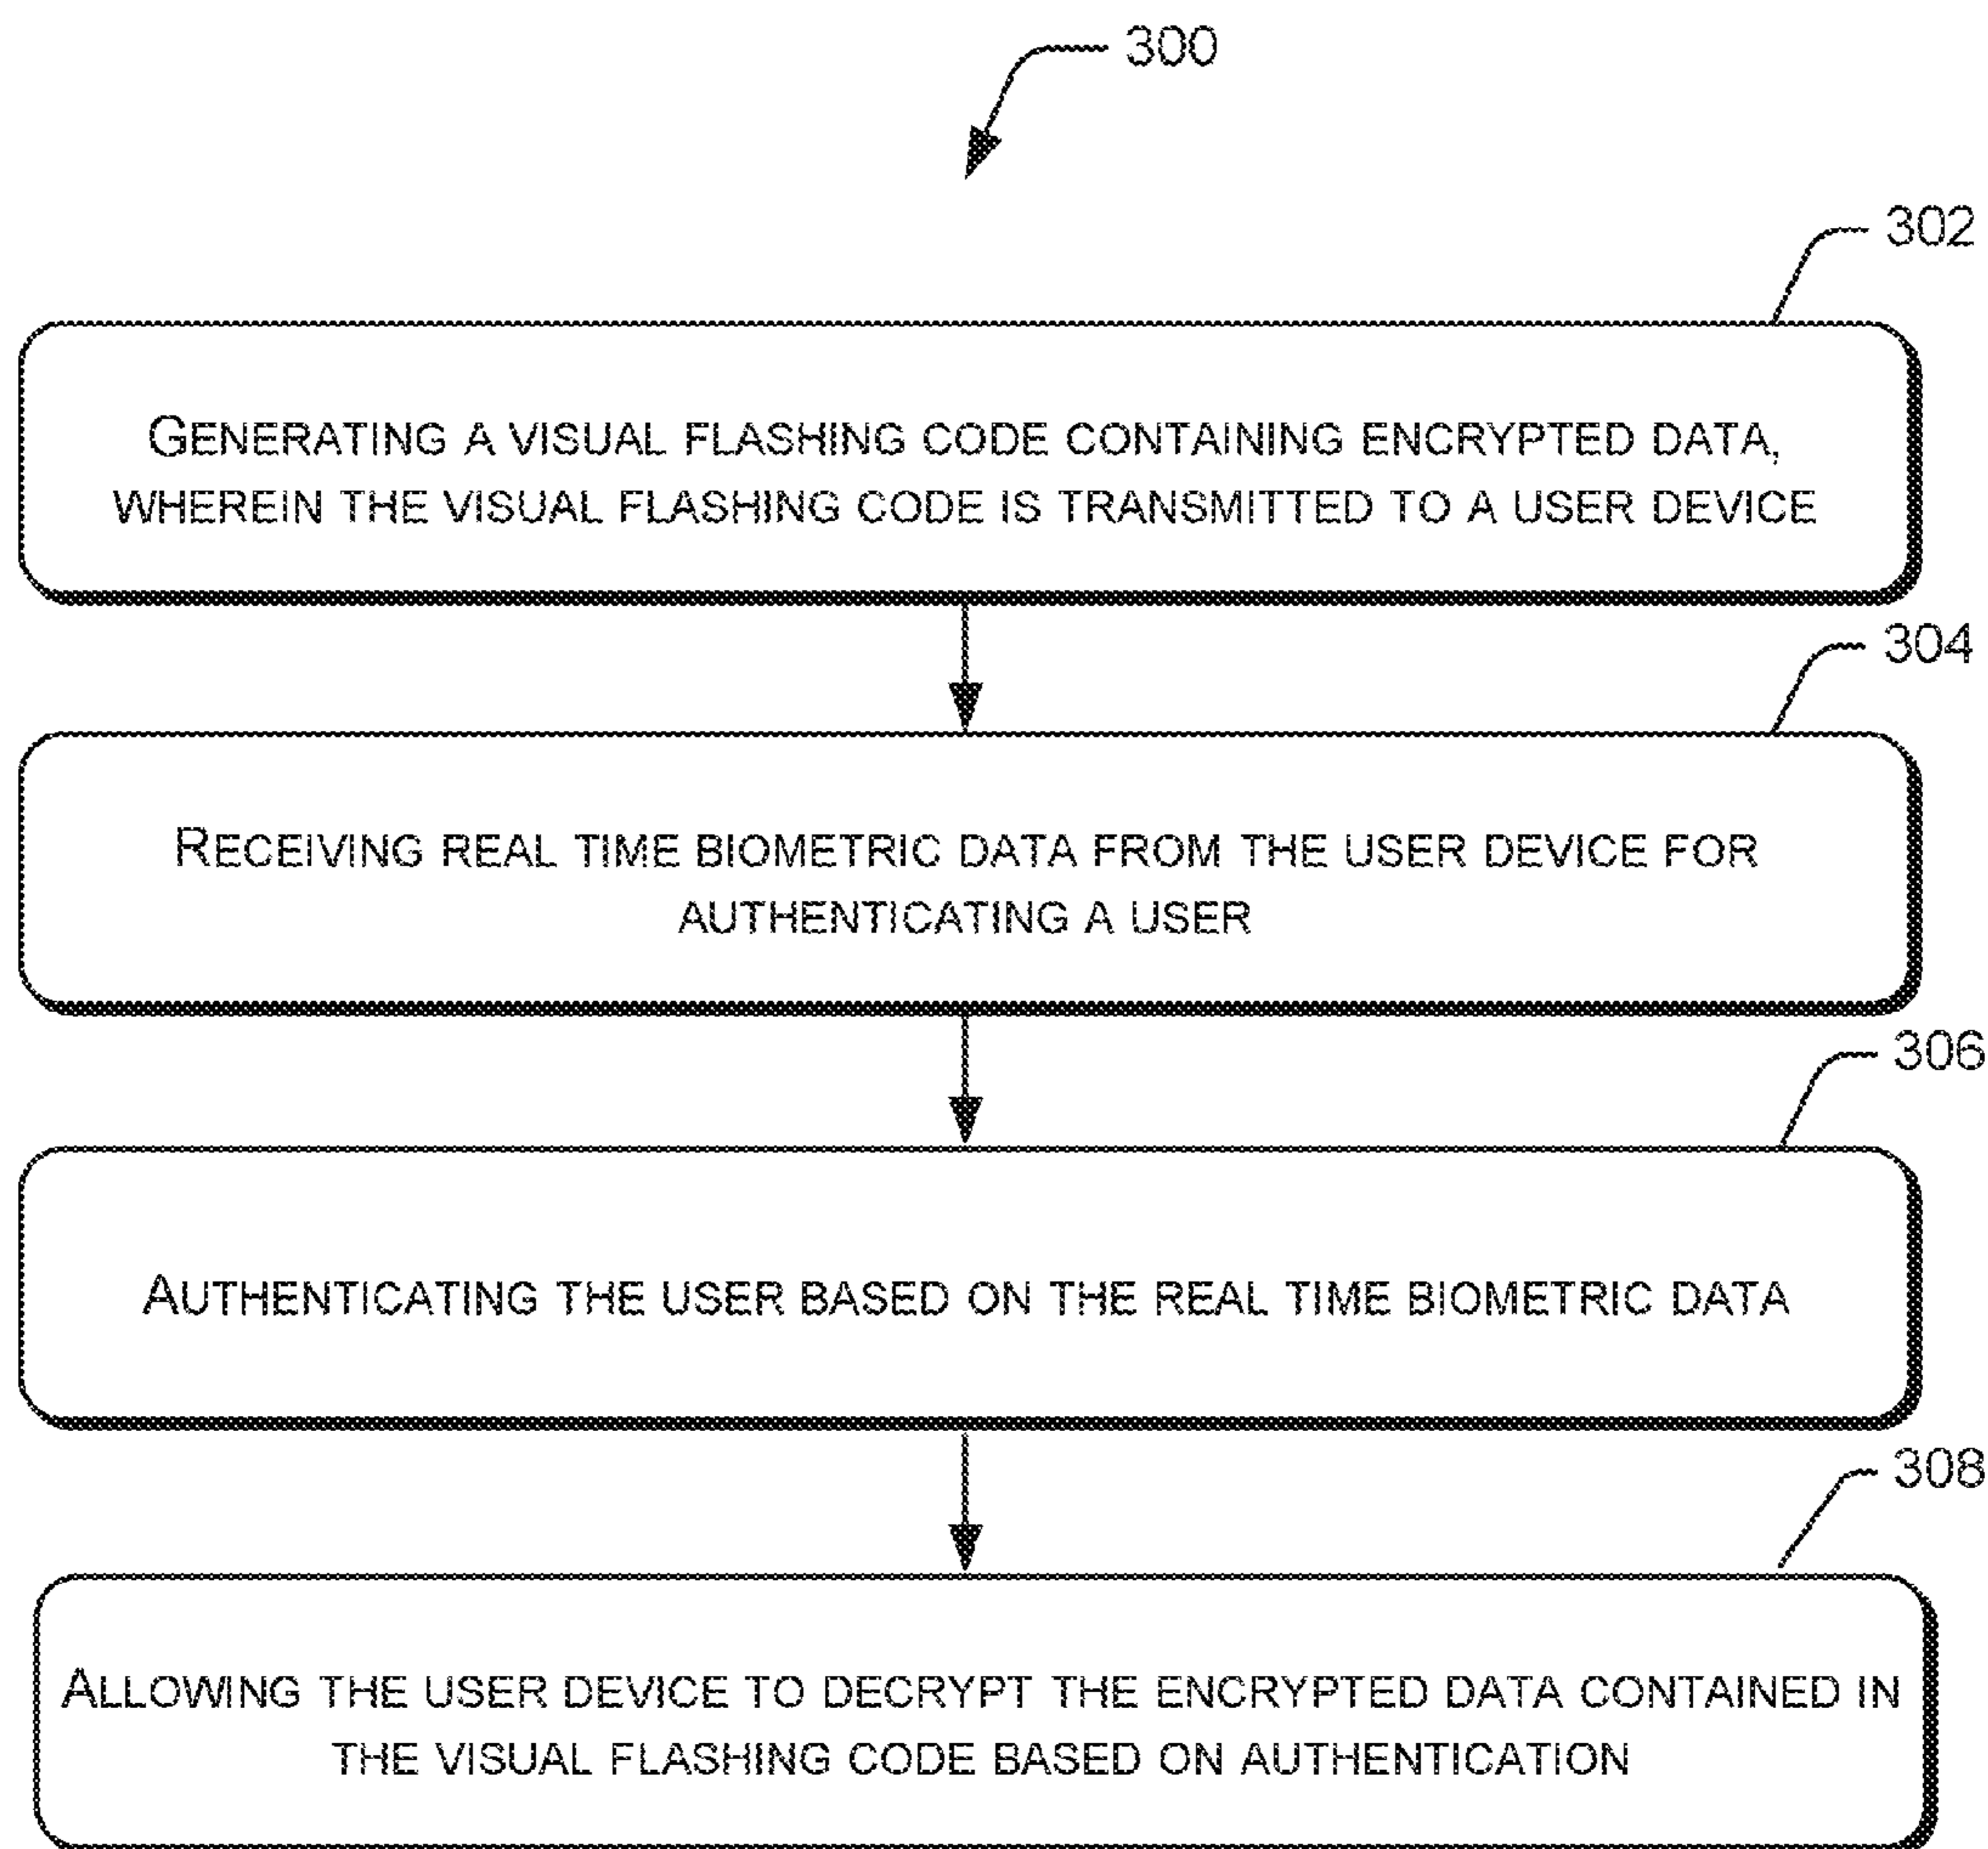 300
302
GENERATING A VISUAL FLASHING CODE CONTAINING ENCRYPTED DATA,
WHEREIN THE VISUAL FLASHING CODE IS TRANSMITTED TO A USER DEVICE
304
RECEIVING REAL TIME BIOMETRIC DATA FROM THE USER DEVICE FOR
AUTHENTICATING A USER
306
AUTHENTICATING THE USER BASED ON THE REAL TIME BIOMETRIC DATA
308
ALLOWING THE USER DEVICE TO DECRYPT THE ENCRYPTED DATA CONTAINED IN
THE VISUAL FLASHING CODE BASED ON AUTHENTICATION